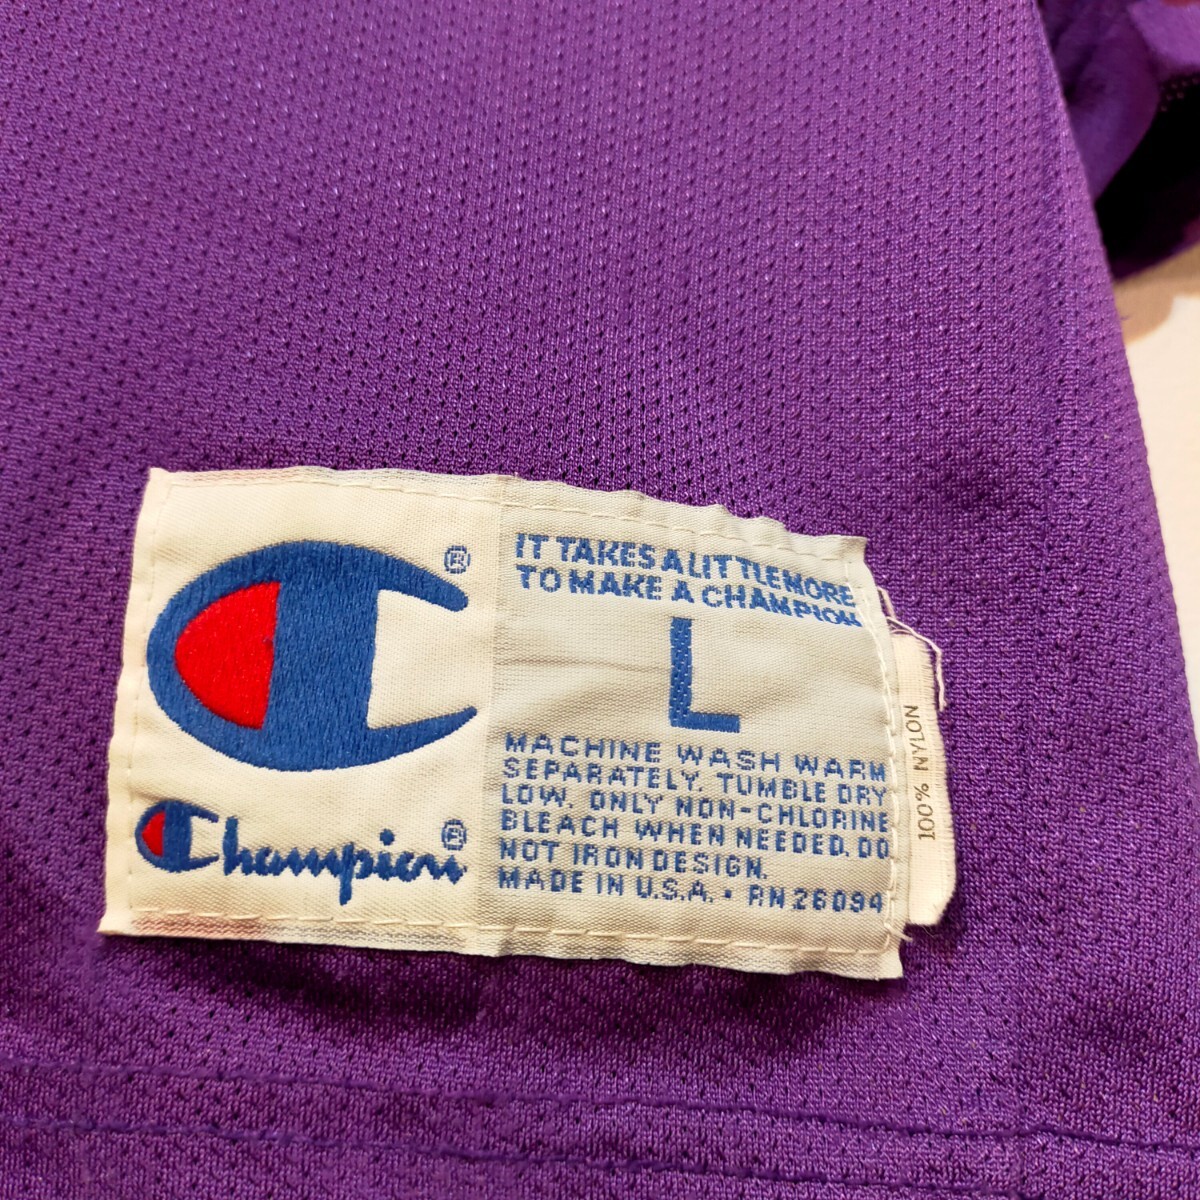 ®
Champion®
IT TAKES A LITTLE MORE
TO MAKE A CHAMPION
L
MACHINE WASH WARM
SEPARATELY. TUMBLE DRY
LOW. ONLY NON-CHLORINE
BLEACH WHEN NEEDED. DO
NOT IRON DESIGN.
MADE IN U.S.A. • RN 26094
100% NYLON